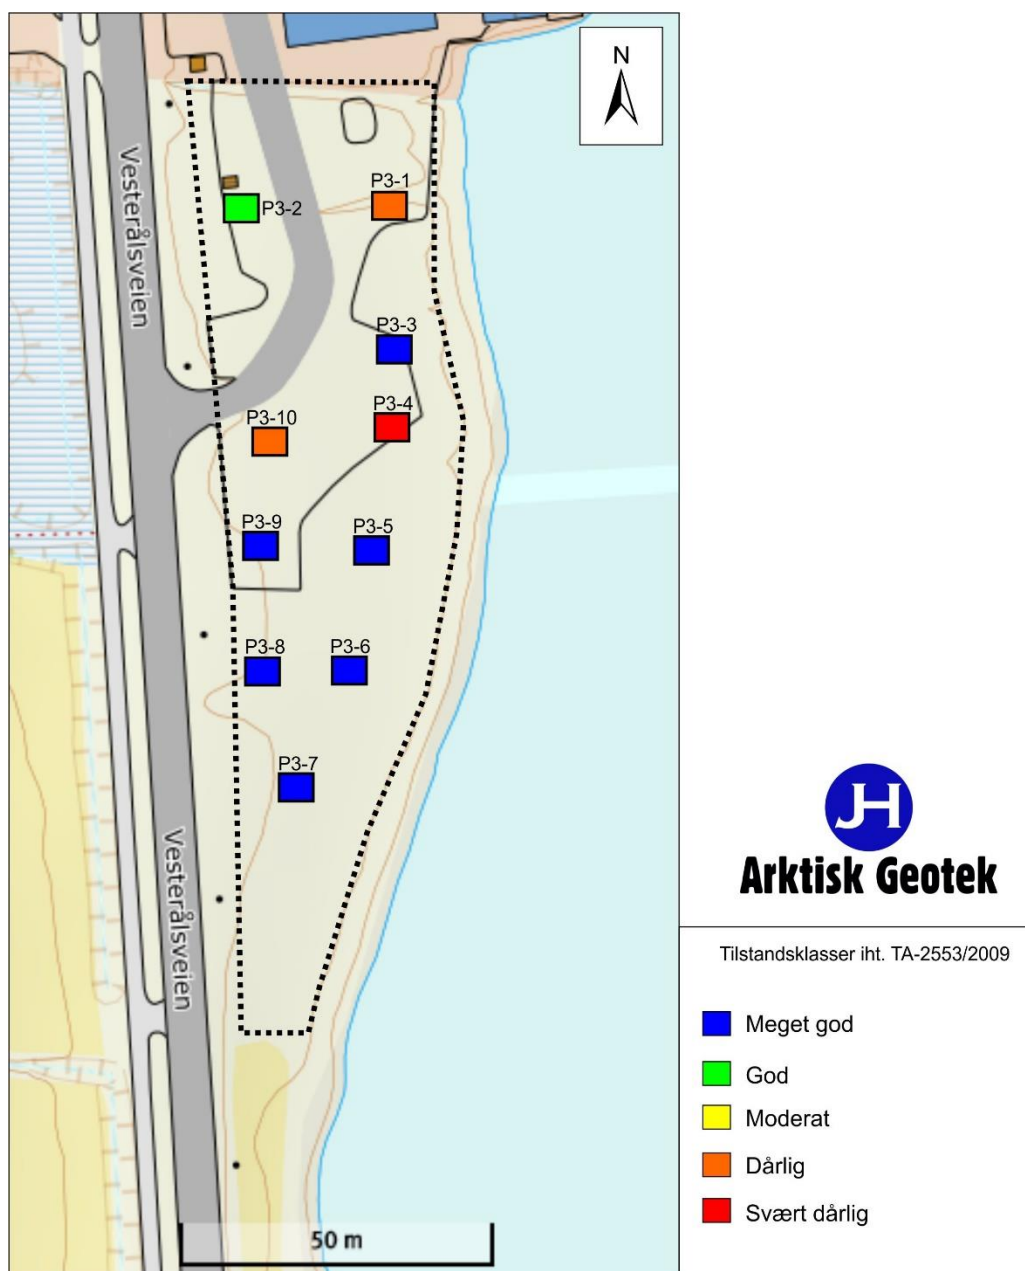 N
P3-1
P3-2
Vesterålsveien
P3-3
P3-4
P3-10
P3-9
P3-5
P3-8
P3-6
P3-7
Vesterålsveien
50 m
JH
Arktisk Geotek
Tilstandsklasser iht. TA-2553/2009
Meget god
God
Moderat
Dårlig
Svært dårlig